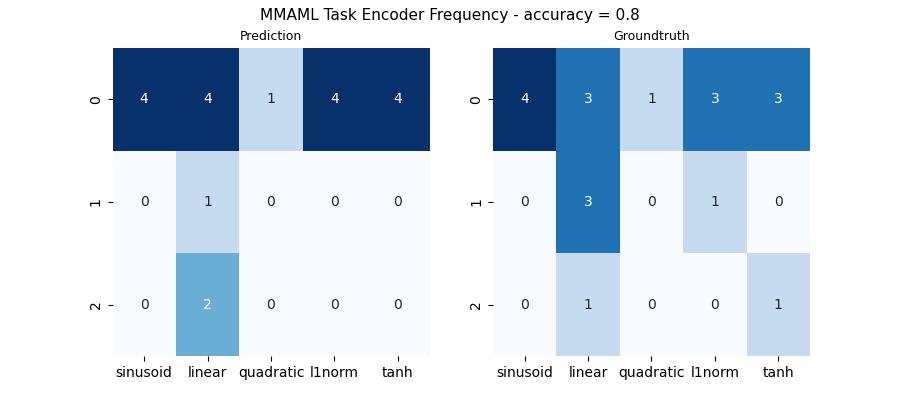 MMAML Task Encoder Frequency - accuracy = 0.8
Prediction
Groundtruth
0 4 4 1 4 4
1 0 1 0 0 0
2 0 2 0 0 0
sinusoid linear quadratic l1norm tanh
0 4 3 1 3 3
1 0 3 0 1 0
2 0 1 0 0 1
sinusoid linear quadratic l1norm tanh